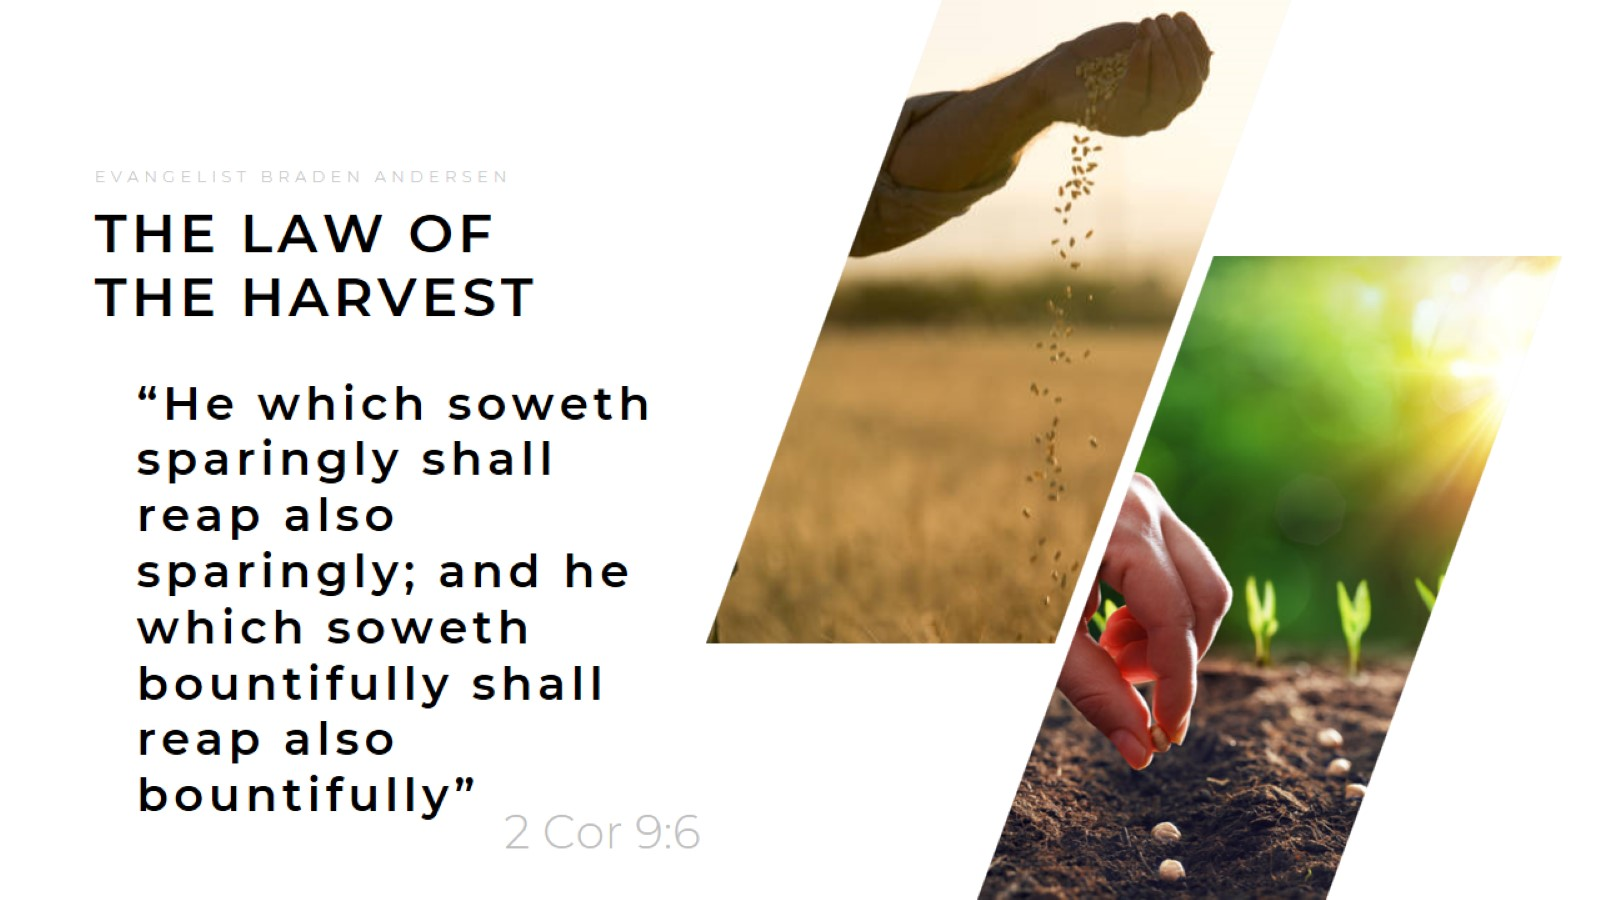 EVANGELIST BRADEN ANDERSEN
THE LAW OF
THE HARVEST
“He which soweth
sparingly shall
reap also
sparingly; and he
which soweth
bountifully shall
reap also
bountifully”
2 Cor 9:6